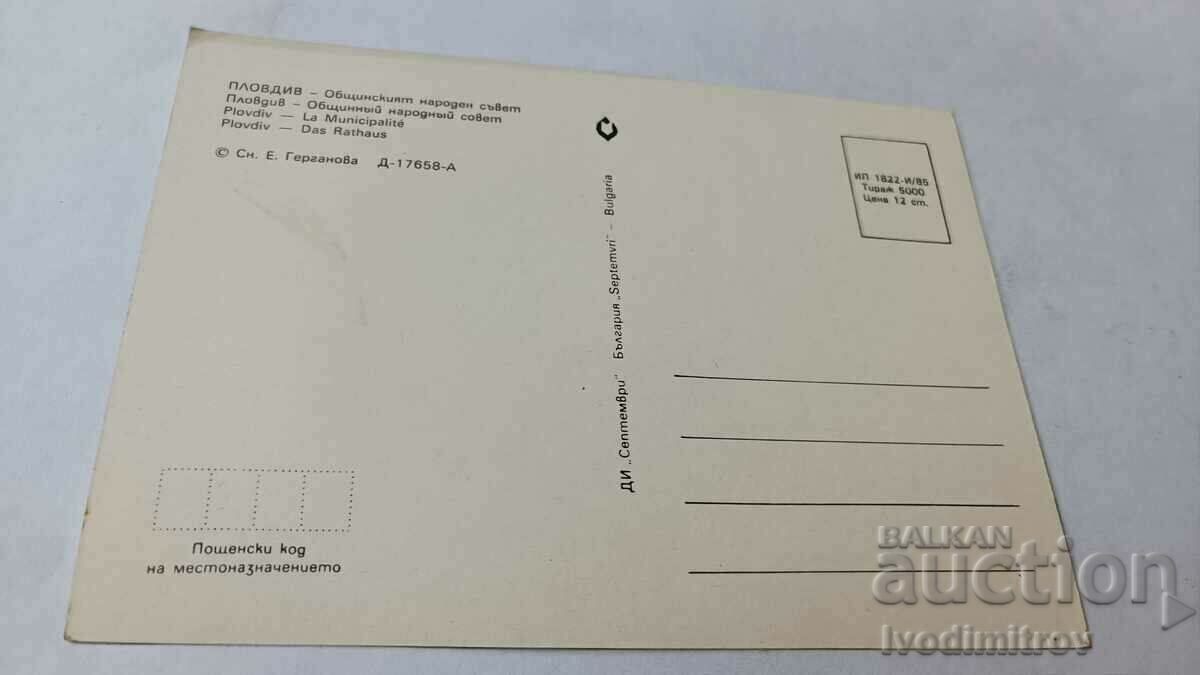 ПЛОВДИВ – Общинският народен съвет
Пловдив – Общинный народный совет
Plovdiv — La Municipalité
Plovdiv — Das Rathaus
© Сн. Е. Герганова Д-17658-А
ИП 1822-И/85
Тираж 5000
Цена 12 ст.
ДИ „Септември" България „Septemvri" – Bulgaria
Пощенски код
на местоназначението
BALKAN
auction
Ivodimitrov